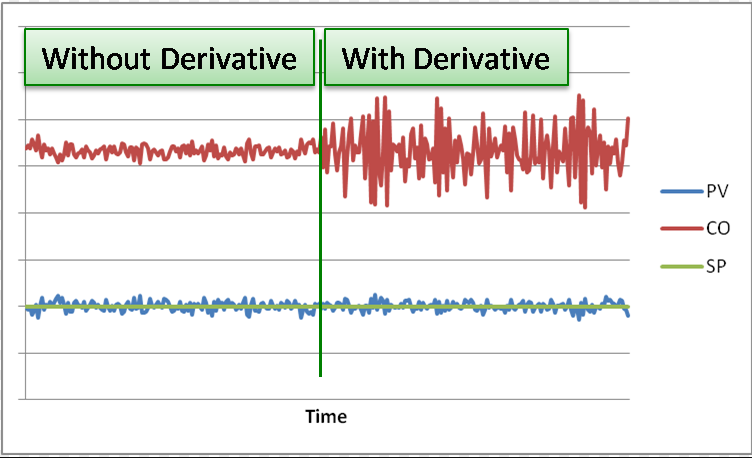 Without Derivative
With Derivative
PV
CO
SP
Time